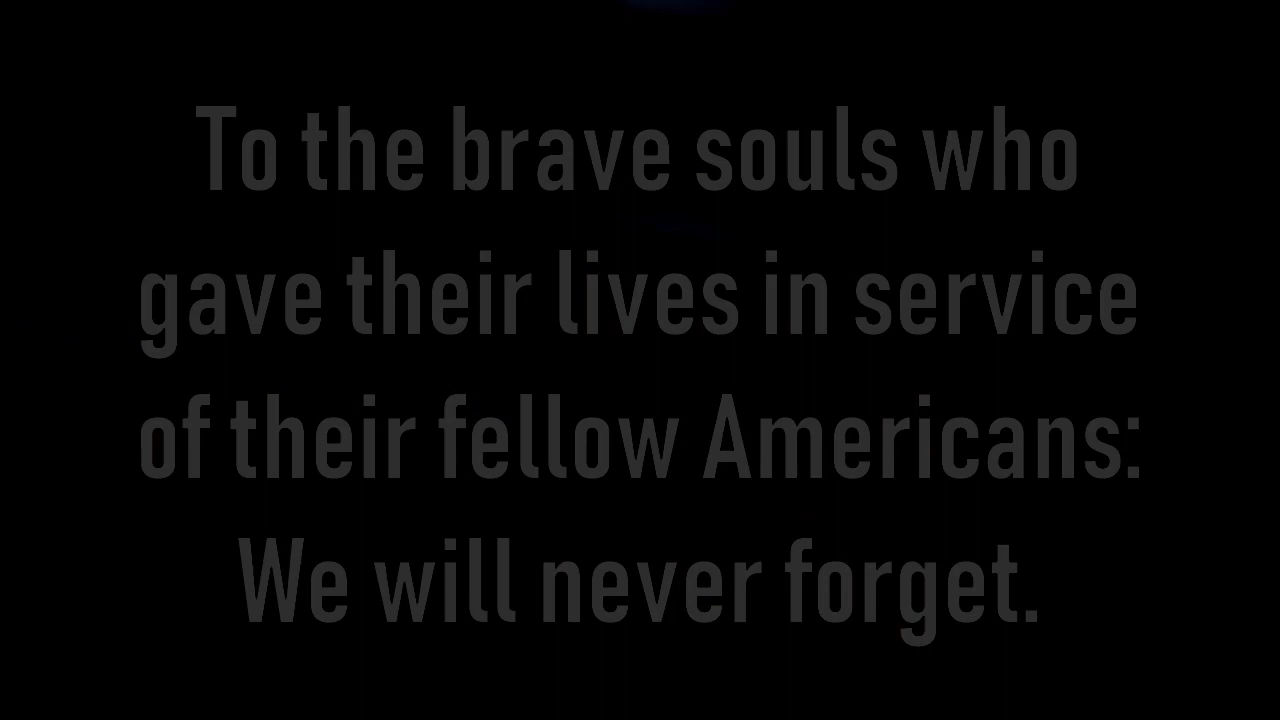 To the brave souls who
gave their lives in service
of their fellow Americans:
We will never forget.